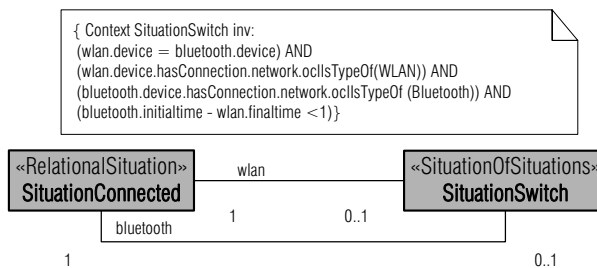 { Context SituationSwitch inv:
(wlan.device = bluetooth.device) AND
(wlan.device.hasConnection.network.oclIsTypeOf(WLAN)) AND
(bluetooth.device.hasConnection.network.oclIsTypeOf (Bluetooth)) AND
(bluetooth.initialtime - wlan.finaltime <1)}
«RelationalSituation»
SituationConnected
wlan
«SituationOfSituations»
SituationSwitch
1
0..1
bluetooth
1
0..1